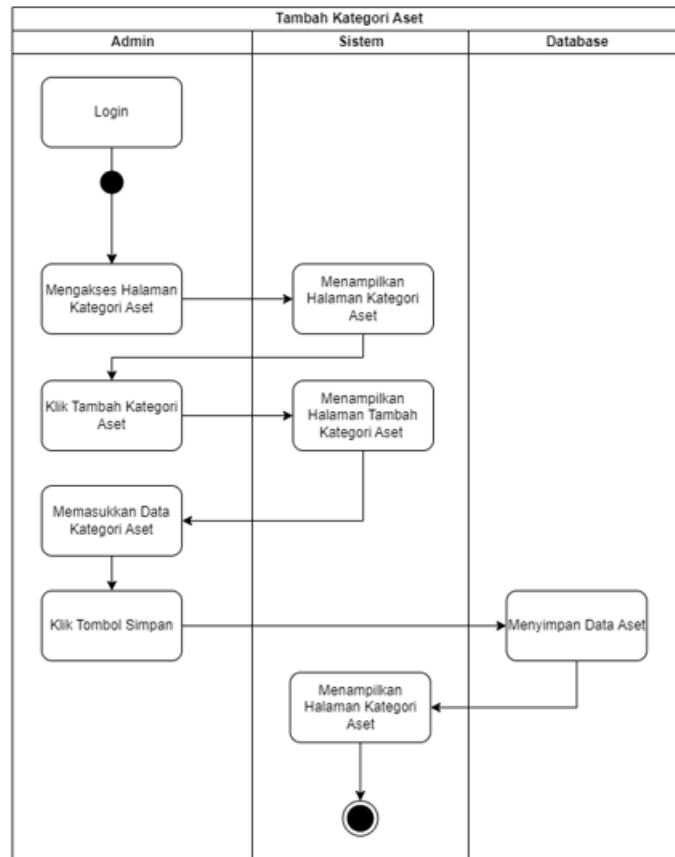 Tambah Kategori Aset
Admin
Sistem
Database
Login
Mengakses Halaman
Kategori Aset
Menampilkan
Halaman Kategori
Aset
Klik Tambah Kategori
Aset
Menampilkan
Halaman Tambah
Kategori Aset
Memasukkan Data
Kategori Aset
Klik Tombol Simpan
Menyimpan Data Aset
Menampilkan
Halaman Kategori
Aset